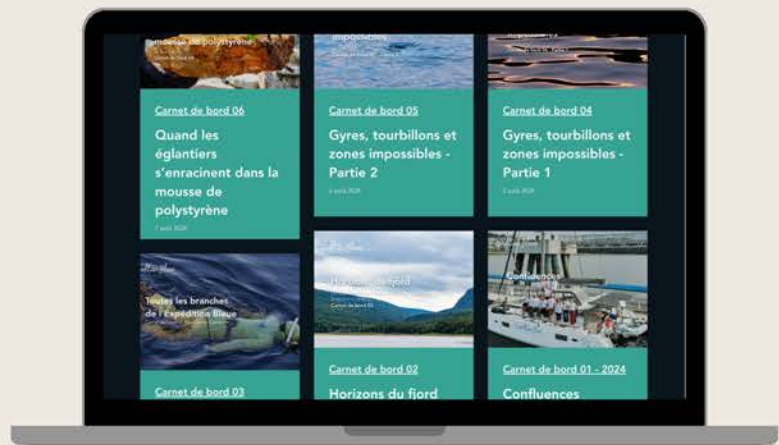 mousse de polystyrène
impossibles
Carnet de bord 06
Quand les
églantiers
s'enracinent dans la
mousse de
polystyrène
Carnet de bord 05
Gyres, tourbillons et
zones impossibles -
Partie 2
Carnet de bord 04
Gyres, tourbillons et
zones impossibles -
Partie 1
Toutes les branches
de l'Expédition Bleue
Carnet de bord 03
Horizons du fjord
Carnet de bord 02
Horizons du fjord
Confluences
Carnet de bord 01 - 2024
Confluences